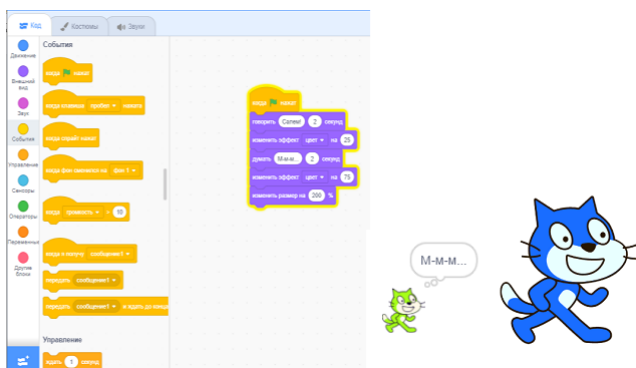 Код
Костюмы
Звуки
События
Движение
Внешний вид
Звук
События
Управление
Сенсоры
Операторы
Переменные
Другие блоки
когда нажат
когда клавиша пробел нажата
когда спрайт нажат
когда фон сменился на фон 1
когда громкость > 10
когда я получу сообщение1
передать сообщение1
передать сообщение1 и ждать до конца
Управление
ждать 1 секунд
когда нажат
говорить Салем! 2 секунд
изменить эффект цвет на 25
думать М-м-м... 2 секунд
изменить эффект цвет на 75
изменить размер на 200 %
М-м-м...